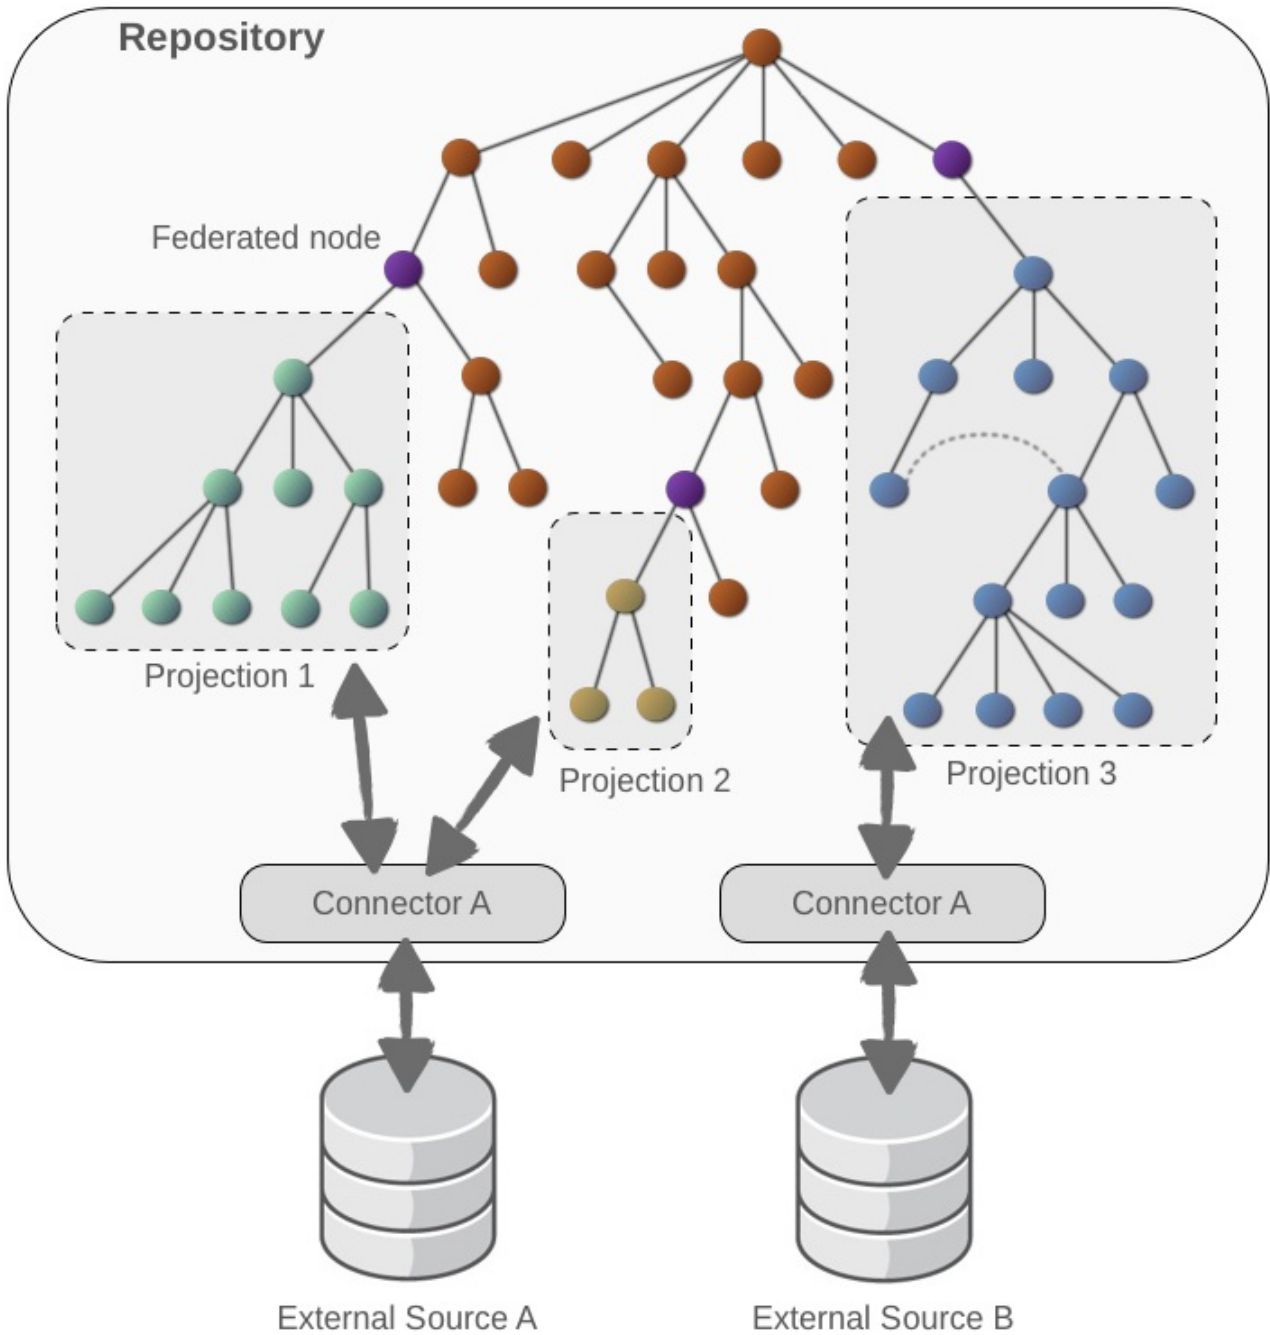 Repository
Federated node
Projection 1
Projection 2
Projection 3
Connector A
Connector A
External Source A
External Source B